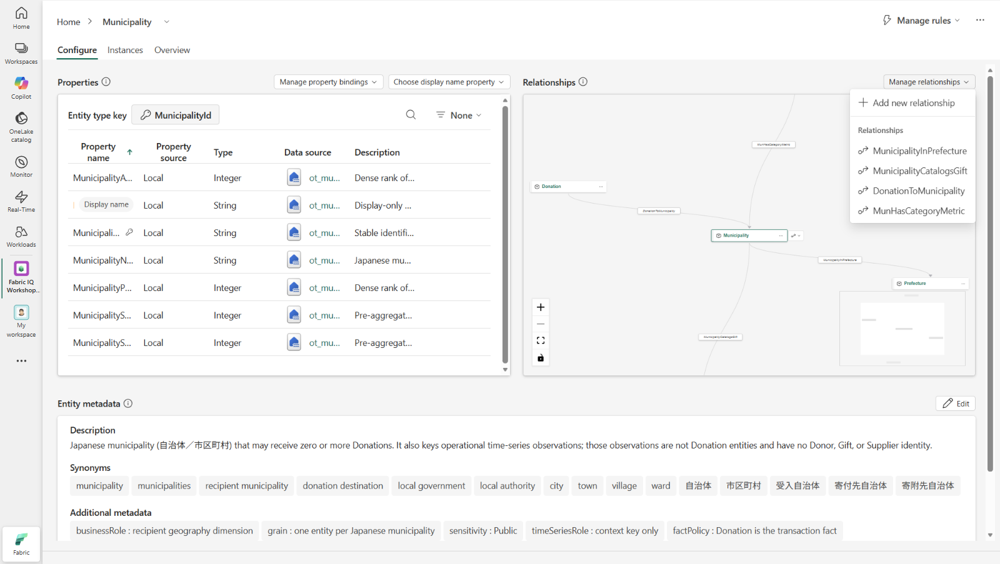 Home
Workspaces
Copilot
OneLake
catalog
Monitor
Real-Time
Workloads
Fabric IQ
Workshop...
My
workspace
Fabric
Home
Municipality
Manage rules
Configure
Instances
Overview
Properties
Manage property bindings
Choose display name property
Entity type key
MunicipalityId
None
Property
name
Property
source
Type
Data source
Description
MunicipalityA... Local Integer ot_mu... Dense rank of...
Display name Local String ot_mu... Display-only ...
Municipali... Local String ot_mu... Stable identifi...
MunicipalityN... Local String ot_mu... Japanese mu...
MunicipalityP... Local Integer ot_mu... Dense rank of...
MunicipalityS... Local Integer ot_mu... Pre-aggregat...
MunicipalityS... Local Integer ot_mu... Pre-aggregat...
Relationships
Manage relationships
Add new relationship
Relationships
MunicipalityInPrefecture
MunicipalityCatalogsGift
DonationToMunicipality
MunHasCategoryMetric
MunHasCategoryMetric
Donation
DonationToMunicipality
Municipality
MunicipalityInPrefecture
Prefecture
MunicipalityCatalogsGift
Entity metadata
Edit
Description
Japanese municipality (自治体／市区町村) that may receive zero or more Donations. It also keys operational time-series observations; those observations are not Donation entities and have no Donor, Gift, or Supplier identity.
Synonyms
municipality municipalities recipient municipality donation destination local government local authority city town village ward 自治体 市区町村 受入自治体 寄付先自治体 寄附先自治体
Additional metadata
businessRole : recipient geography dimension grain : one entity per Japanese municipality sensitivity : Public timeSeriesRole : context key only factPolicy : Donation is the transaction fact